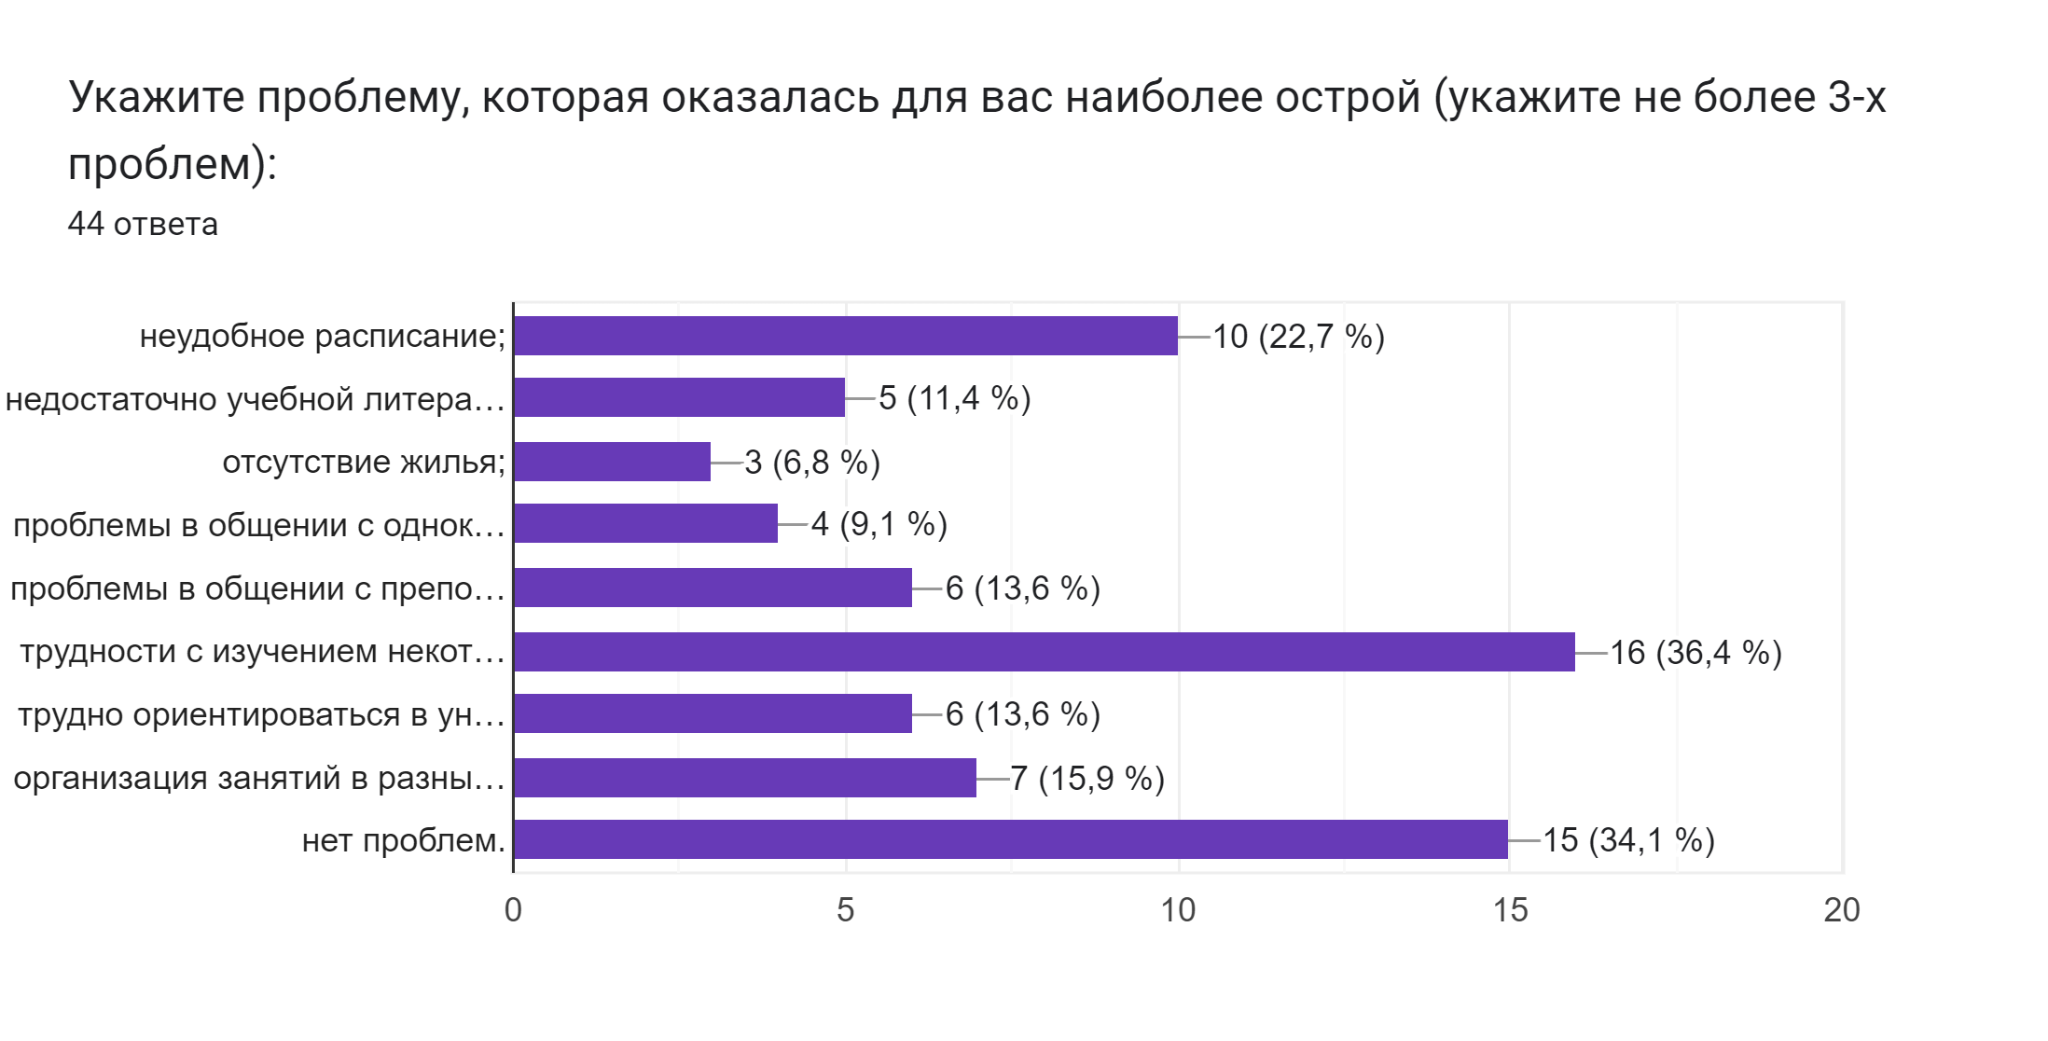 Укажите проблему, которая оказалась для вас наиболее острой (укажите не более 3-х
проблем):
44 ответа
неудобное расписание; 10 (22,7 %)
недостаточно учебной литера… 5 (11,4 %)
отсутствие жилья; 3 (6,8 %)
проблемы в общении с однок… 4 (9,1 %)
проблемы в общении с препо… 6 (13,6 %)
трудности с изучением некот… 16 (36,4 %)
трудно ориентироваться в ун… 6 (13,6 %)
организация занятий в разны… 7 (15,9 %)
нет проблем. 15 (34,1 %)
0 5 10 15 20